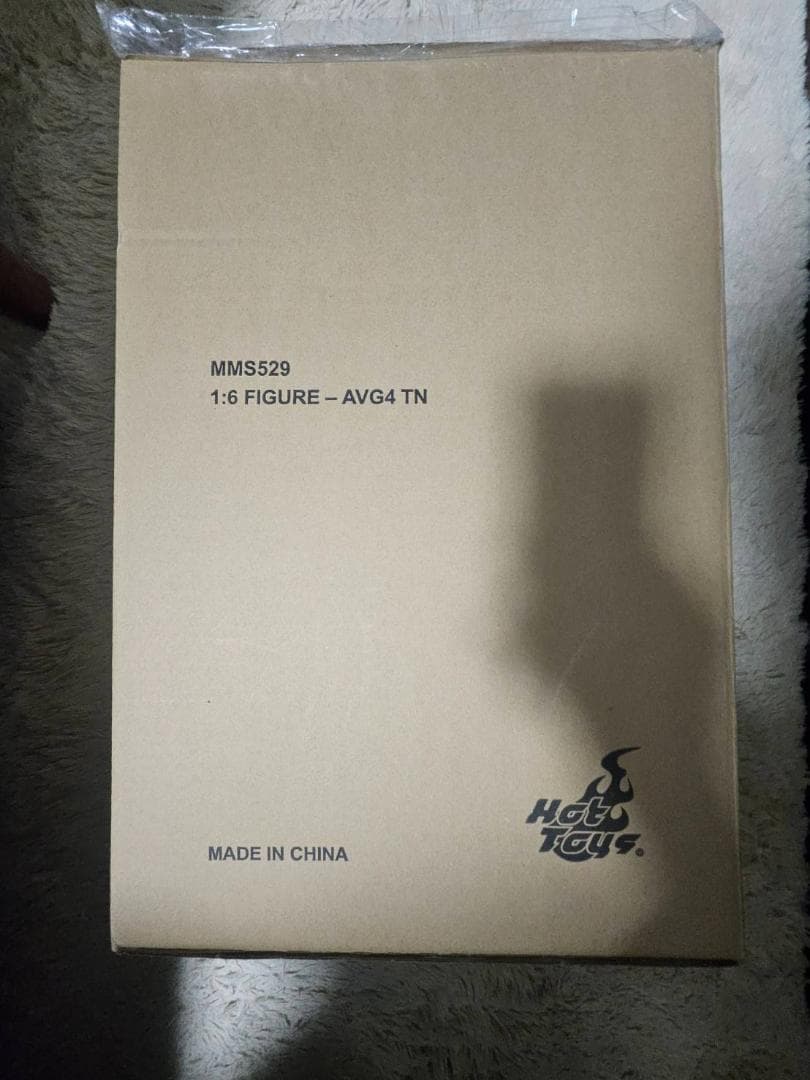 MMS529
1:6 FIGURE – AVG4 TN
Hot
Toys®
MADE IN CHINA